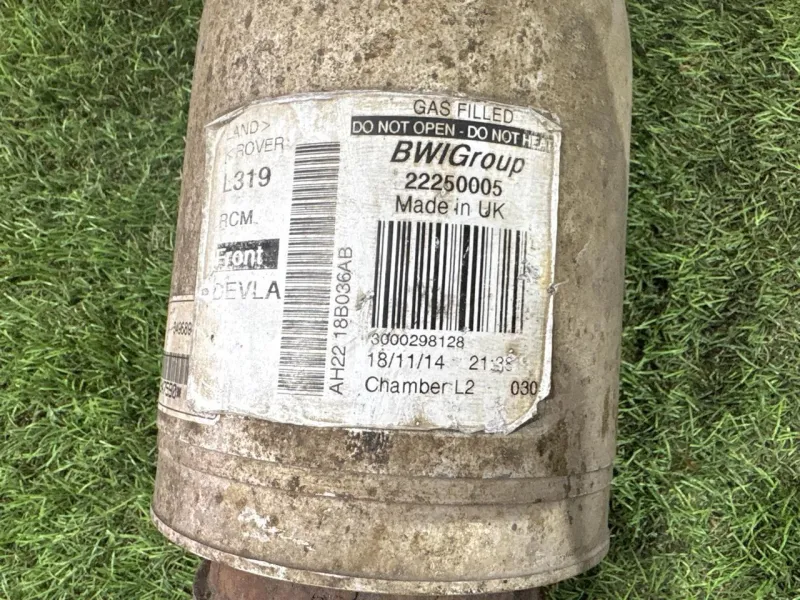 GAS FILLED
DO NOT OPEN - DO NOT HEA
BWIGroup
22250005
Made in UK
3000298128
18/11/14
Chamber L2 030
LAND>
ROVER
L319
RCM.
Front
DEVLA
AH22 18B036AB